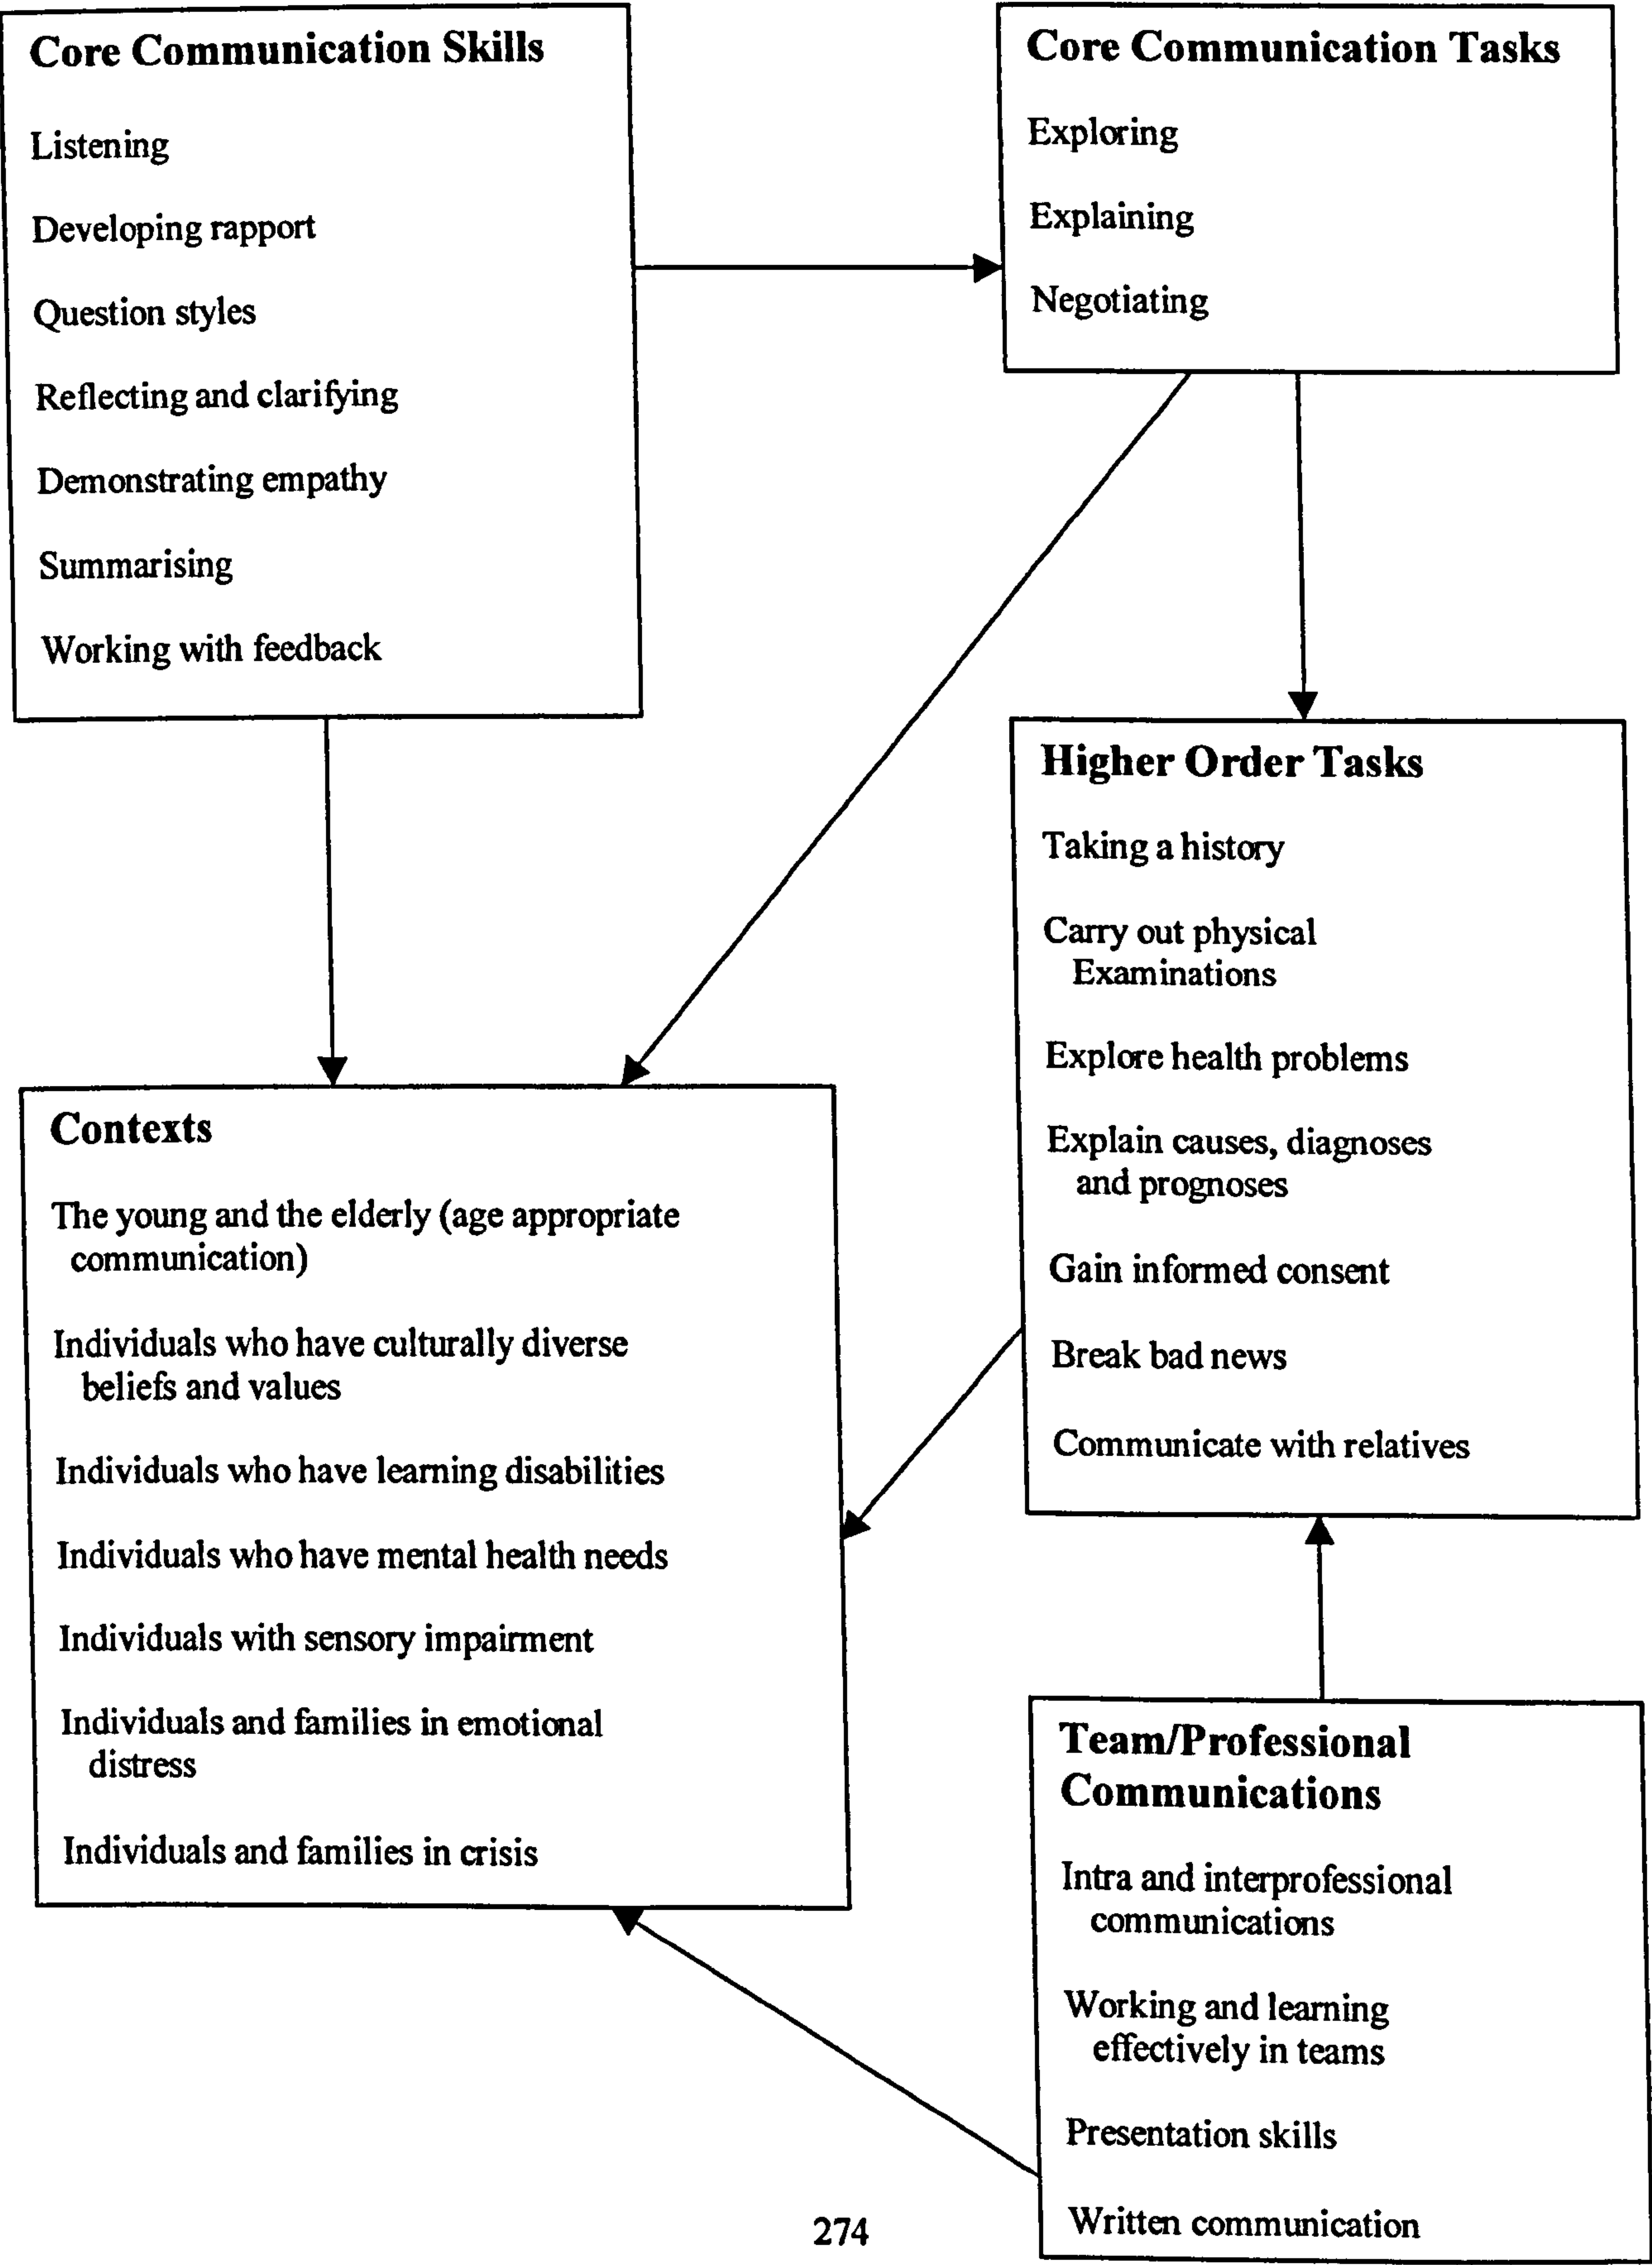 Core Communication Skills
Listening
Developing rapport
Question styles
Reflecting and clarifying
Demonstrating empathy
Summarising
Working with feedback
Core Communication Tasks
Exploring
Explaining
Negotiating
Higher Order Tasks
Taking a history
Carry out physical
Examinations
Explore health problems
Explain causes, diagnoses
and prognoses
Gain informed consent
Break bad news
Communicate with relatives
Contexts
The young and the elderly (age appropriate
communication)
Individuals who have culturally diverse
beliefs and values
Individuals who have learning disabilities
Individuals who have mental health needs
Individuals with sensory impairment
Individuals and families in emotional
distress
Individuals and families in crisis
Team/Professional
Communications
Intra and interprofessional
communications
Working and learning
effectively in teams
Presentation skills
Written communication
274